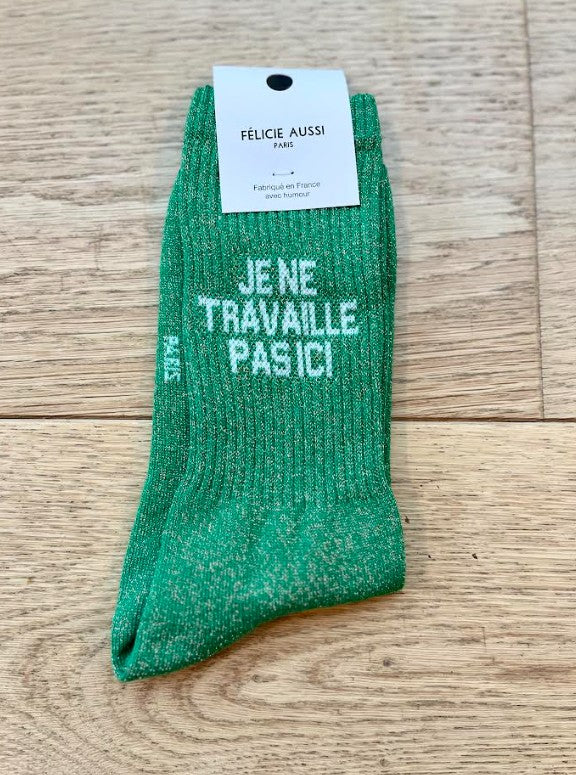 FÉLICIE AUSSI
PARIS
Fabriqué en France
avec humour
JE NE
TRAVAILLE
PAS ICI
PARIS